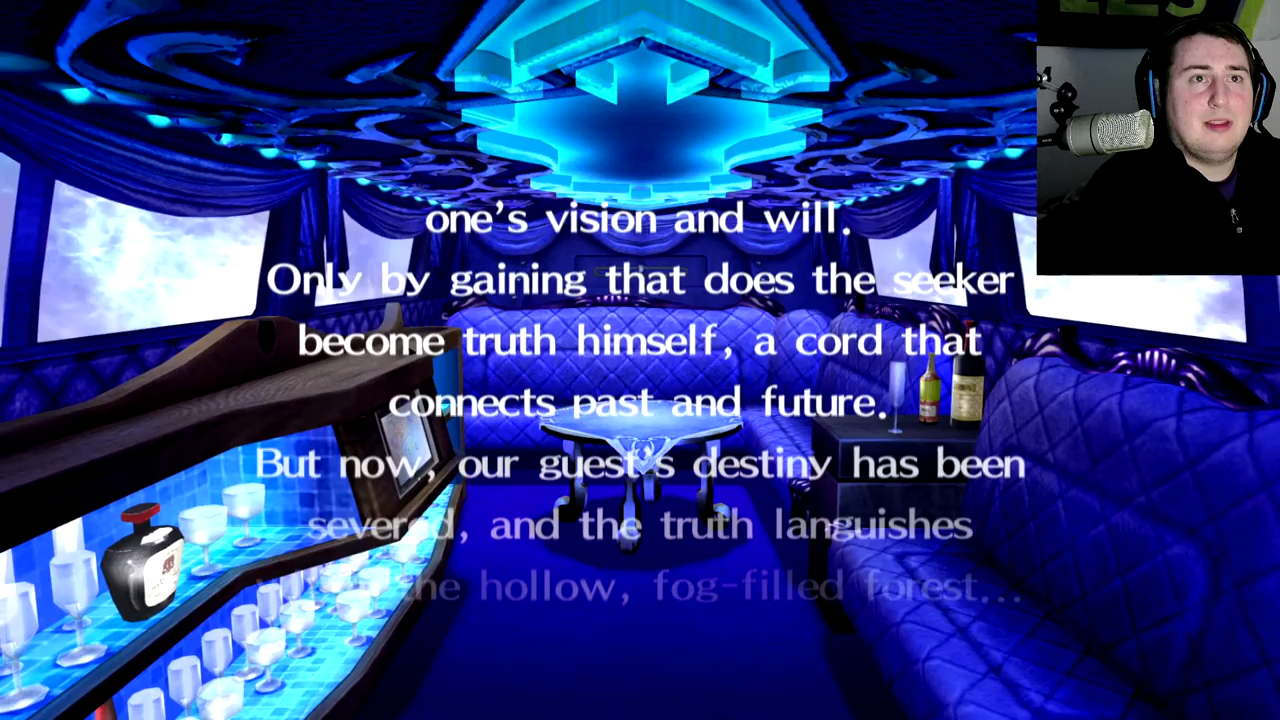 one's vision and will.
Only by gaining that does the seeker
become truth himself, a cord that
connects past and future.
But now, our guest's destiny has been
severed, and the truth languishes
the hollow, fog-filled forest...